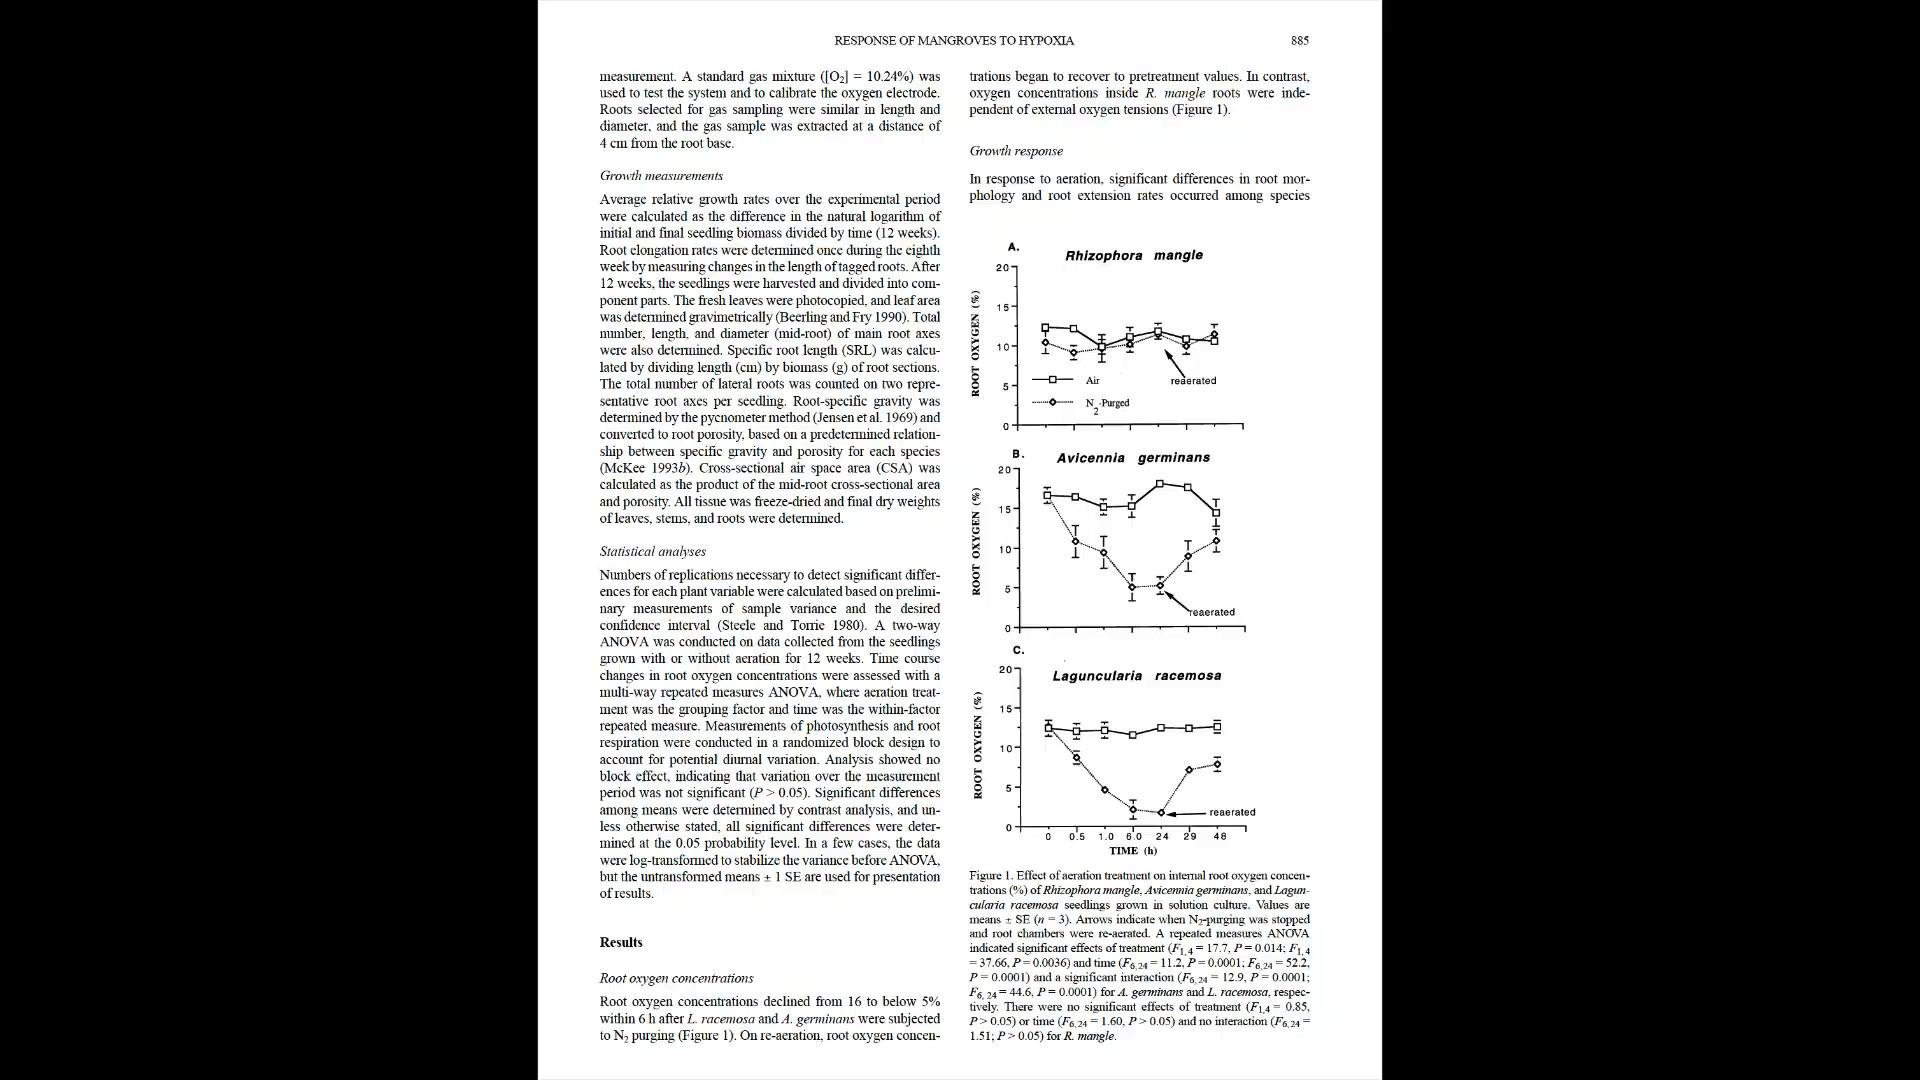 RESPONSE OF MANGROVES TO HYPOXIA
885
measurement. A standard gas mixture ([O2] = 10.24%) was
used to test the system and to calibrate the oxygen electrode.
Roots selected for gas sampling were similar in length and
diameter, and the gas sample was extracted at a distance of
4 cm from the root base.
Growth measurements
Average relative growth rates over the experimental period
were calculated as the difference in the natural logarithm of
initial and final seedling biomass divided by time (12 weeks).
Root elongation rates were determined once during the eighth
week by measuring changes in the length of tagged roots. After
12 weeks, the seedlings were harvested and divided into com-
ponent parts. The fresh leaves were photocopied, and leaf area
was determined gravimetrically (Beerling and Fry 1990). Total
number, length, and diameter (mid-root) of main root axes
were also determined. Specific root length (SRL) was calcu-
lated by dividing length (cm) by biomass (g) of root sections.
The total number of lateral roots was counted on two repre-
sentative root axes per seedling. Root-specific gravity was
determined by the pycnometer method (Jensen et al. 1969) and
converted to root porosity, based on a predetermined relation-
ship between specific gravity and porosity for each species
(McKee 1993b). Cross-sectional air space area (CSA) was
calculated as the product of the mid-root cross-sectional area
and porosity. All tissue was freeze-dried and final dry weights
of leaves, stems, and roots were determined.
Statistical analyses
Numbers of replications necessary to detect significant differ-
ences for each plant variable were calculated based on prelimi-
nary measurements of sample variance and the desired
confidence interval (Steele and Torrie 1980). A two-way
ANOVA was conducted on data collected from the seedlings
grown with or without aeration for 12 weeks. Time course
changes in root oxygen concentrations were assessed with a
multi-way repeated measures ANOVA, where aeration treat-
ment was the grouping factor and time was the within-factor
repeated measure. Measurements of photosynthesis and root
respiration were conducted in a randomized block design to
account for potential diurnal variation. Analysis showed no
block effect, indicating that variation over the measurement
period was not significant (P > 0.05). Significant differences
among means were determined by contrast analysis, and un-
less otherwise stated, all significant differences were deter-
mined at the 0.05 probability level. In a few cases, the data
were log-transformed to stabilize the variance before ANOVA,
but the untransformed means ± 1 SE are used for presentation
of results.
Results
Root oxygen concentrations
Root oxygen concentrations declined from 16 to below 5%
within 6 h after L. racemosa and A. germinans were subjected
to N2 purging (Figure 1). On re-aeration, root oxygen concen-
trations began to recover to pretreatment values. In contrast,
oxygen concentrations inside R. mangle roots were inde-
pendent of external oxygen tensions (Figure 1).
Growth response
In response to aeration, significant differences in root mor-
phology and root extension rates occurred among species
A.
Rhizophora mangle
ROOT OXYGEN (%)
20
15
10
5
0
Air
N2-Purged
reaerated
B.
Avicennia germinans
ROOT OXYGEN (%)
20
15
10
5
0
reaerated
C.
Laguncularia racemosa
ROOT OXYGEN (%)
20
15
10
5
0
reaerated
0 0.5 1.0 6.0 24 29 48
TIME (h)
Figure 1. Effect of aeration treatment on internal root oxygen concen-
trations (%) of Rhizophora mangle, Avicennia germinans, and Lagun-
cularia racemosa seedlings grown in solution culture. Values are
means ± SE (n = 3). Arrows indicate when N2-purging was stopped
and root chambers were re-aerated. A repeated measures ANOVA
indicated significant effects of treatment (F1,4 = 17.7, P = 0.014; F1,4
= 37.66, P = 0.0036) and time (F6,24 = 11.2, P = 0.0001; F6,24 = 52.2,
P = 0.0001) and a significant interaction (F6,24 = 12.9, P = 0.0001;
F6, 24 = 44.6, P = 0.0001) for A. germinans and L. racemosa, respec-
tively. There were no significant effects of treatment (F1,4 = 0.85,
P > 0.05) or time (F6,24 = 1.60, P > 0.05) and no interaction (F6,24 =
1.51; P > 0.05) for R. mangle.